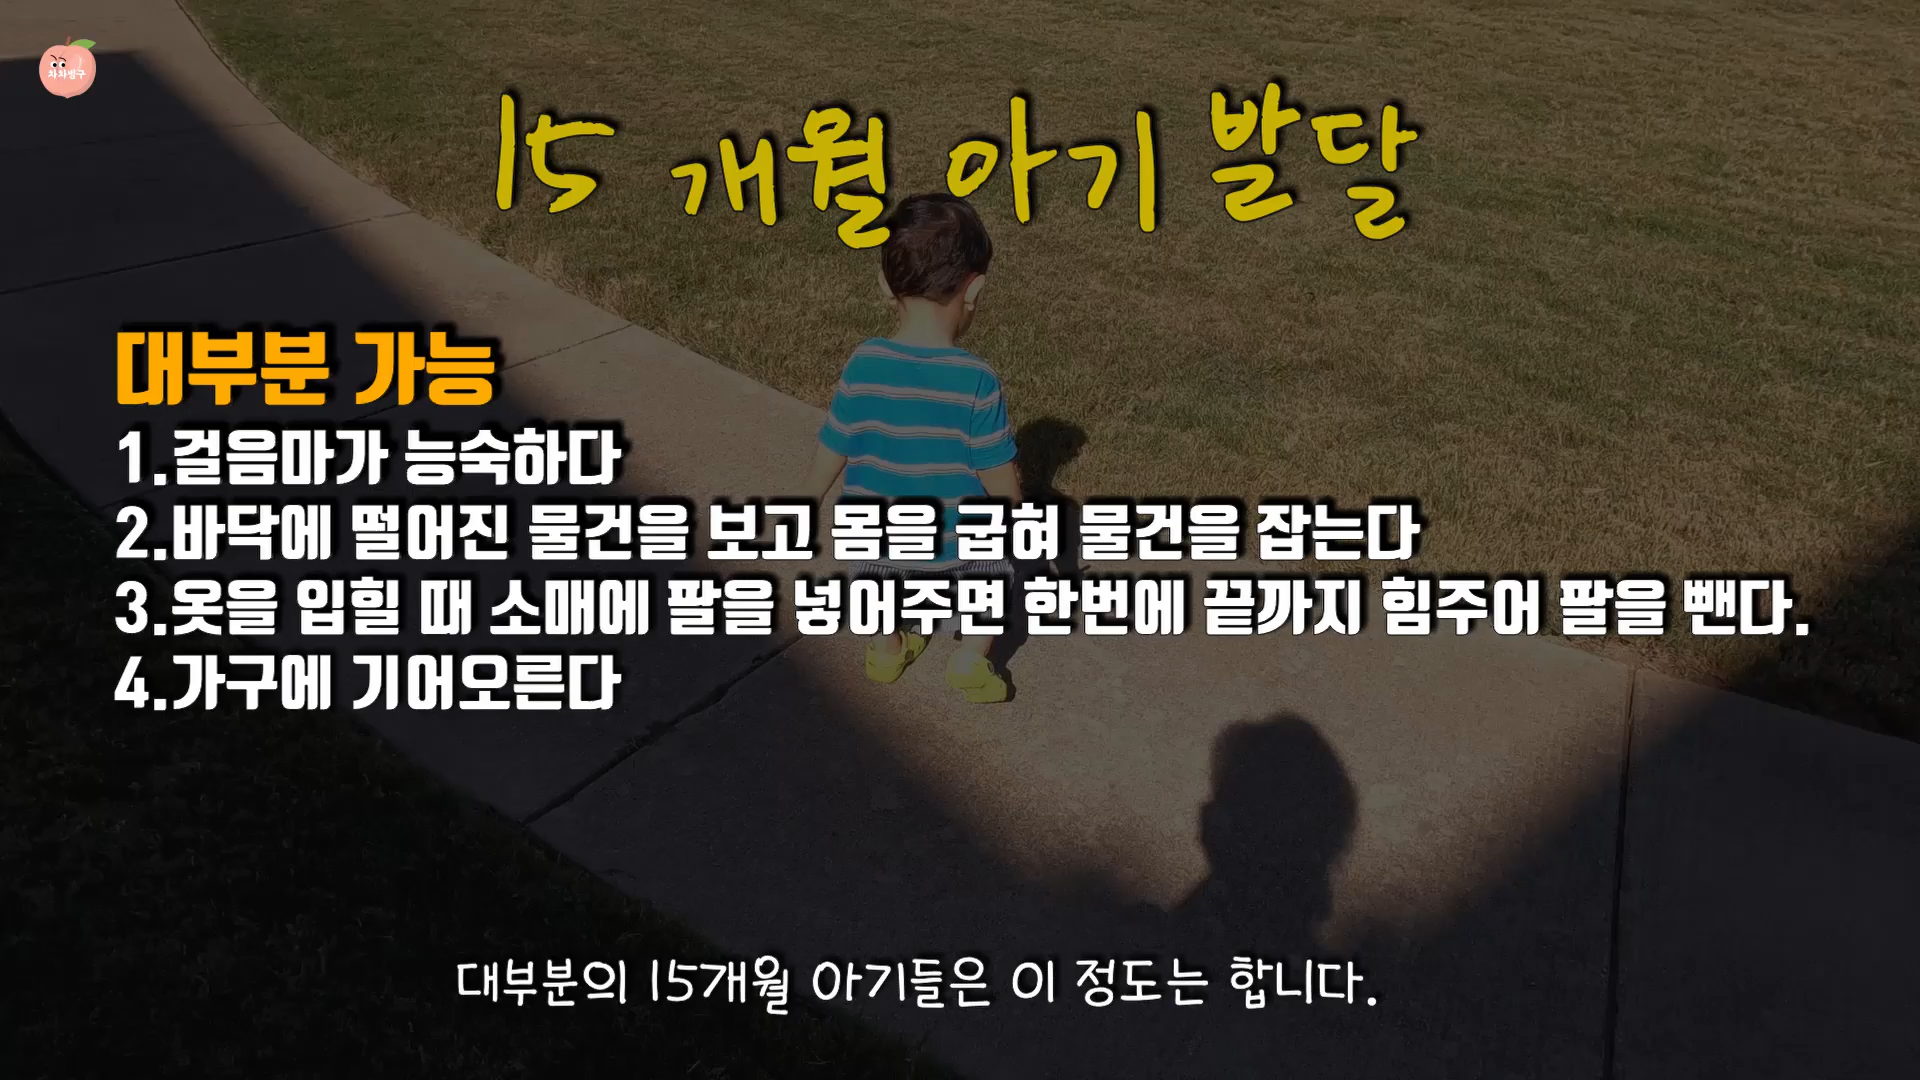 차차빙구
15 개월 아기 발달
대부분 가능
1.걸음마가 능숙하다
2.바닥에 떨어진 물건을 보고 몸을 굽혀 물건을 잡는다
3.옷을 입힐 때 소매에 팔을 넣어주면 한번에 끝까지 힘주어 팔을 뺀다.
4.가구에 기어오른다
대부분의 15개월 아기들은 이 정도는 합니다.